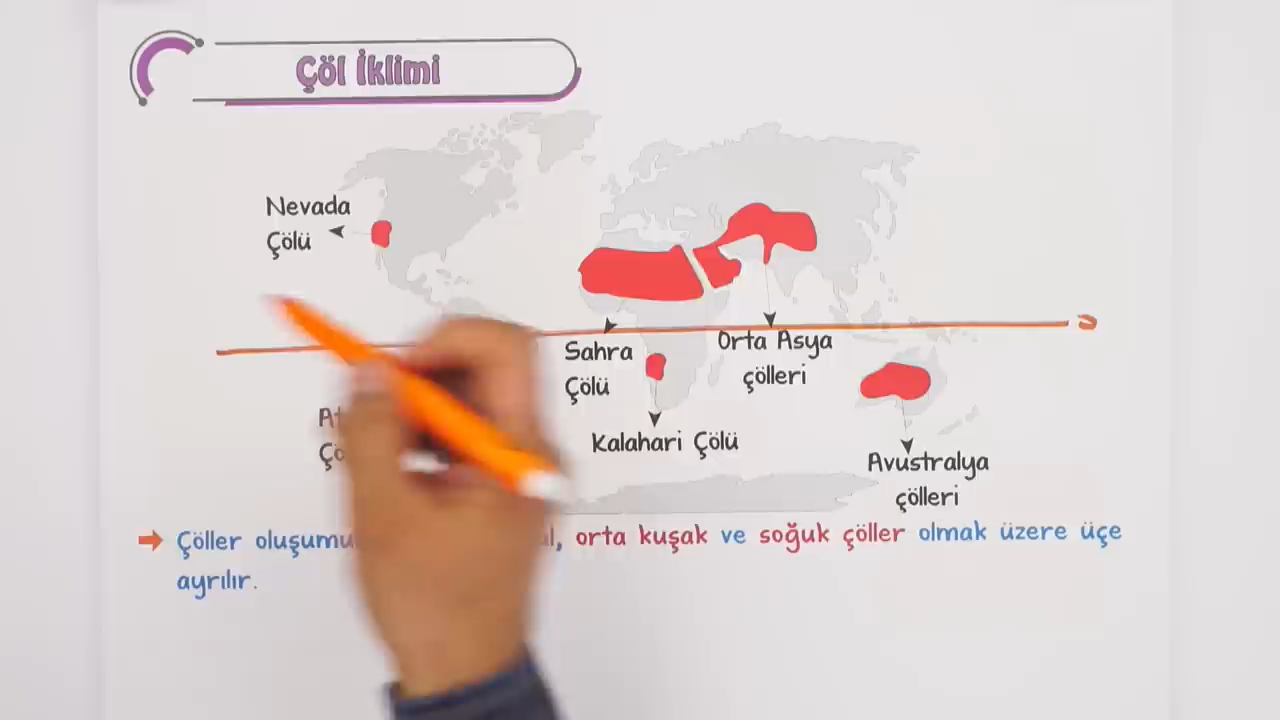 Çöl İklimi
Nevada
Çölü
Sahra
Çölü
Orta Asya
çölleri
Kalahari Çölü
Avustralya
çölleri
Çöller orta kuşak ve soğuk çöller olmak üzere üçe
ayrılır.